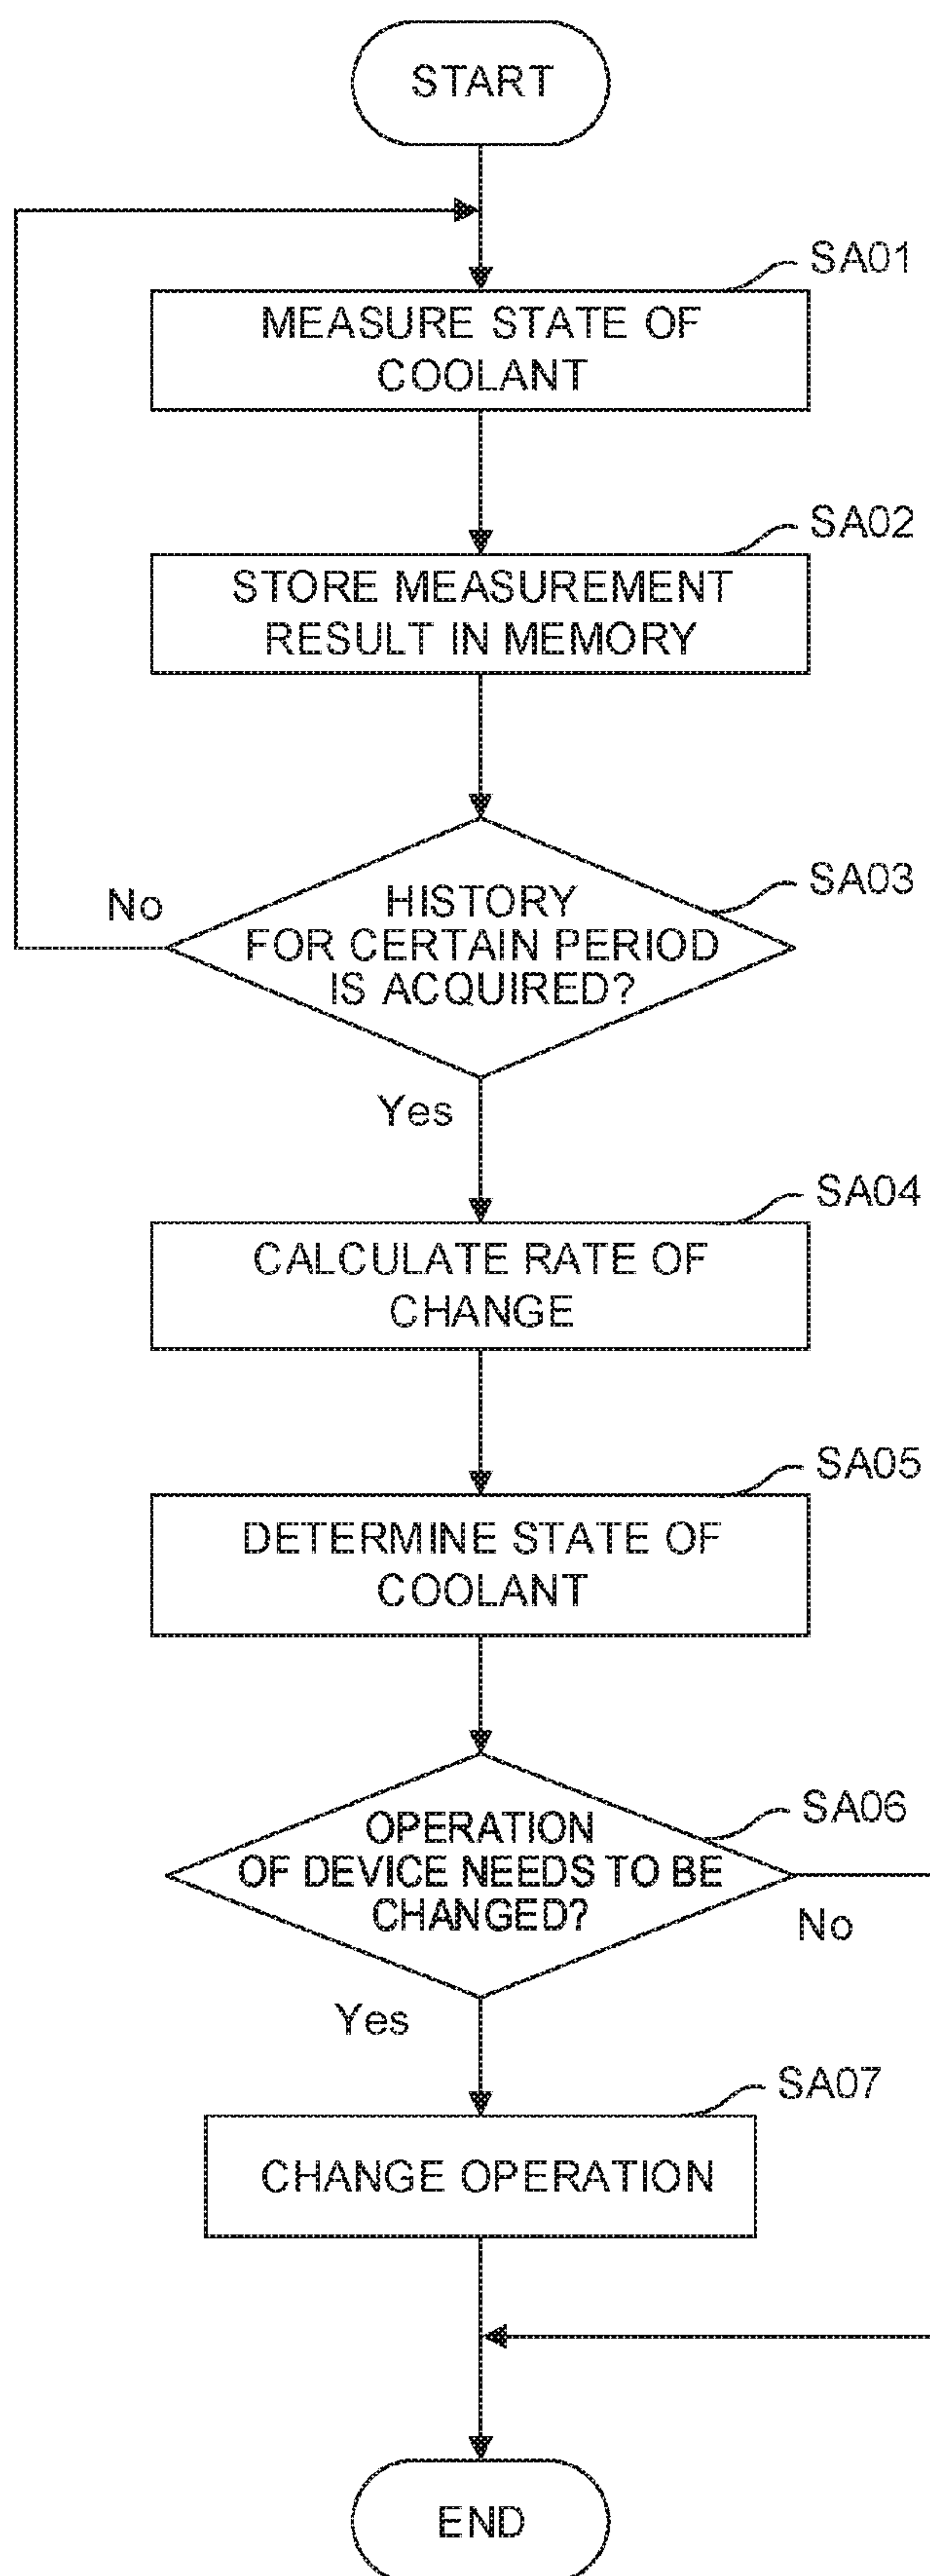 START
SA01
MEASURE STATE OF
COOLANT
SA02
STORE MEASUREMENT
RESULT IN MEMORY
SA03
No
HISTORY
FOR CERTAIN PERIOD
IS ACQUIRED?
Yes
SA04
CALCULATE RATE OF
CHANGE
SA05
DETERMINE STATE OF
COOLANT
SA06
OPERATION
OF DEVICE NEEDS TO BE
CHANGED?
No
Yes
SA07
CHANGE OPERATION
END